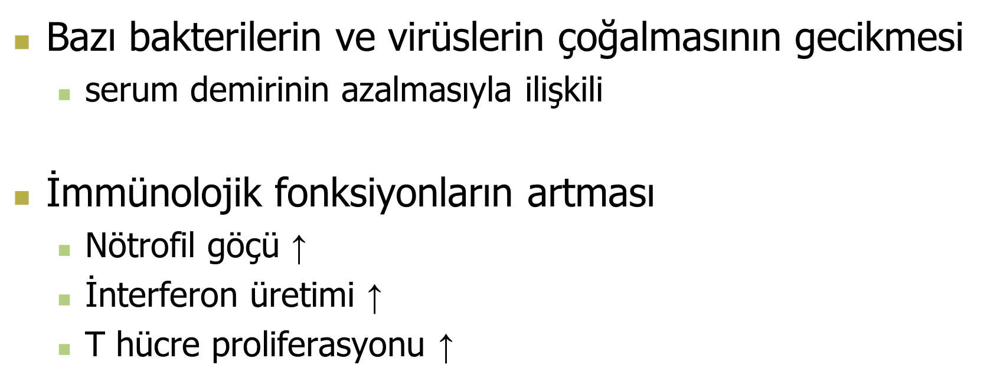 Bazı bakterilerin ve virüslerin çoğalmasının gecikmesi
serum demirinin azalmasıyla ilişkili
İmmünolojik fonksiyonların artması
Nötrofil göçü ↑
İnterferon üretimi ↑
T hücre proliferasyonu ↑